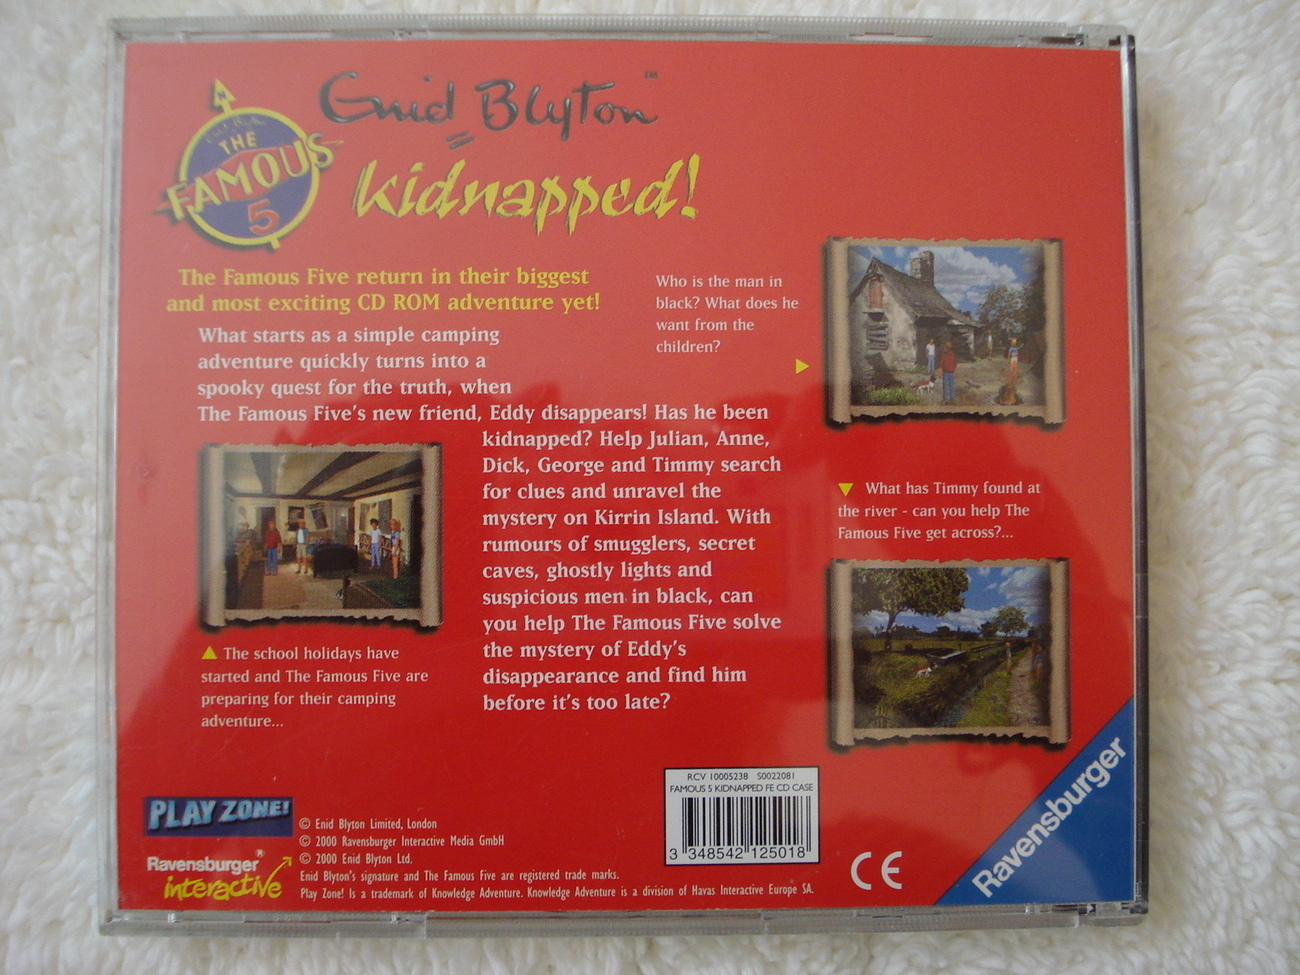 Enid Blyton™
THE
FAMOUS
5
kidnapped!
The Famous Five return in their biggest
and most exciting CD ROM adventure yet!
What starts as a simple camping
adventure quickly turns into a
spooky quest for the truth, when
The Famous Five's new friend, Eddy disappears! Has he been
kidnapped? Help Julian, Anne,
Dick, George and Timmy search
for clues and unravel the
mystery on Kirrin Island. With
rumours of smugglers, secret
caves, ghostly lights and
suspicious men in black, can
you help The Famous Five solve
the mystery of Eddy's
disappearance and find him
before it's too late?
Who is the man in
black? What does he
want from the
children?
What has Timmy found at
the river - can you help The
Famous Five get across?...
The school holidays have
started and The Famous Five are
preparing for their camping
adventure...
PLAY ZONE!
Ravensburger®
interactive
© Enid Blyton Limited, London
© 2000 Ravensburger Interactive Media GmbH
© 2000 Enid Blyton Ltd.
Enid Blyton's signature and The Famous Five are registered trade marks.
Play Zone! Is a trademark of Knowledge Adventure. Knowledge Adventure is a division of Havas Interactive Europe SA.
RCV 10005238 S0022081
FAMOUS 5 KIDNAPPED FE CD CASE
3 348542 125018
CE
Ravensburger